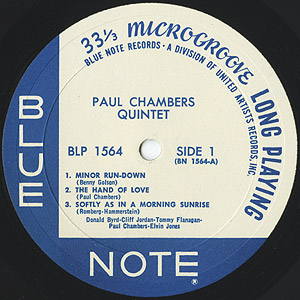 33 1/3 MICROGROOVE LONG PLAYING
BLUE NOTE RECORDS • A DIVISION OF UNITED ARTISTS RECORDS, INC.
BLUE
NOTE ®
PAUL CHAMBERS
QUINTET
BLP 1564 SIDE 1
(BN 1564-A)
1. MINOR RUN-DOWN
(Benny Golson)
2. THE HAND OF LOVE
(Paul Chambers)
3. SOFTLY AS IN A MORNING SUNRISE
(Romberg-Hammerstein)
Donald Byrd-Cliff Jordan-Tommy Flanagan-
Paul Chambers-Elvin Jones